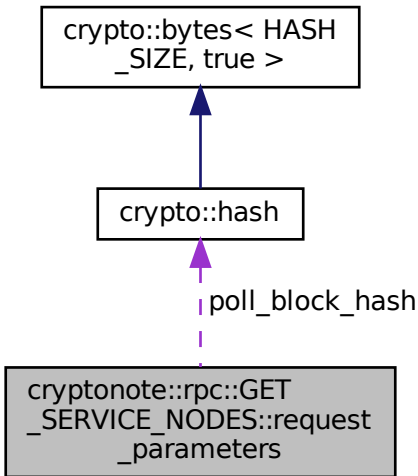 crypto::bytes< HASH
_SIZE, true >
crypto::hash
poll_block_hash
cryptonote::rpc::GET
_SERVICE_NODES::request
_parameters